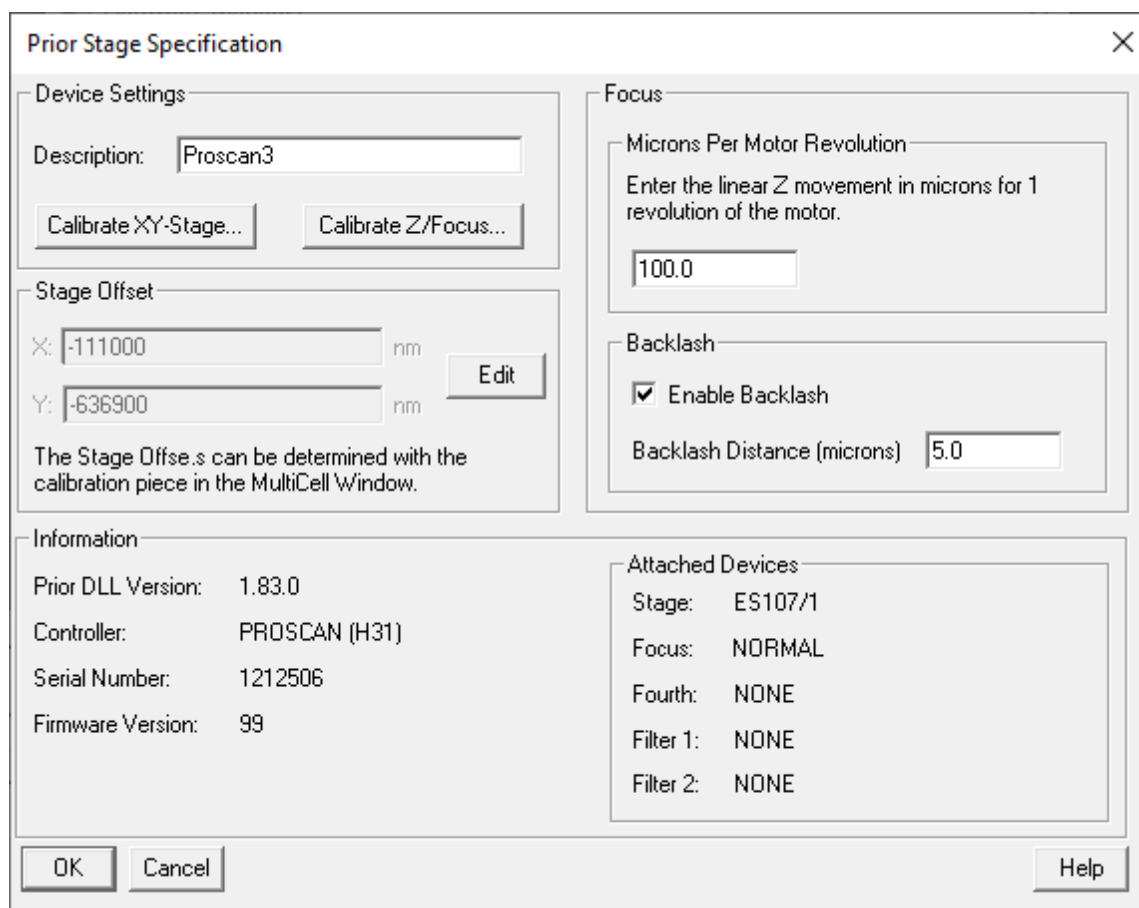 Prior Stage Specification
Device Settings
Description: Proscan3
Calibrate XY-Stage... Calibrate Z/Focus...
Stage Offset
X: -111000 nm
Y: -636900 nm
Edit
The Stage Offse.s can be determined with the
calibration piece in the MultiCell Window.
Focus
Microns Per Motor Revolution
Enter the linear Z movement in microns for 1
revolution of the motor.
100.0
Backlash
Enable Backlash
Backlash Distance (microns) 5.0
Information
Prior DLL Version: 1.83.0
Controller: PROSCAN (H31)
Serial Number: 1212506
Firmware Version: 99
Attached Devices
Stage: ES107/1
Focus: NORMAL
Fourth: NONE
Filter 1: NONE
Filter 2: NONE
OK Cancel Help